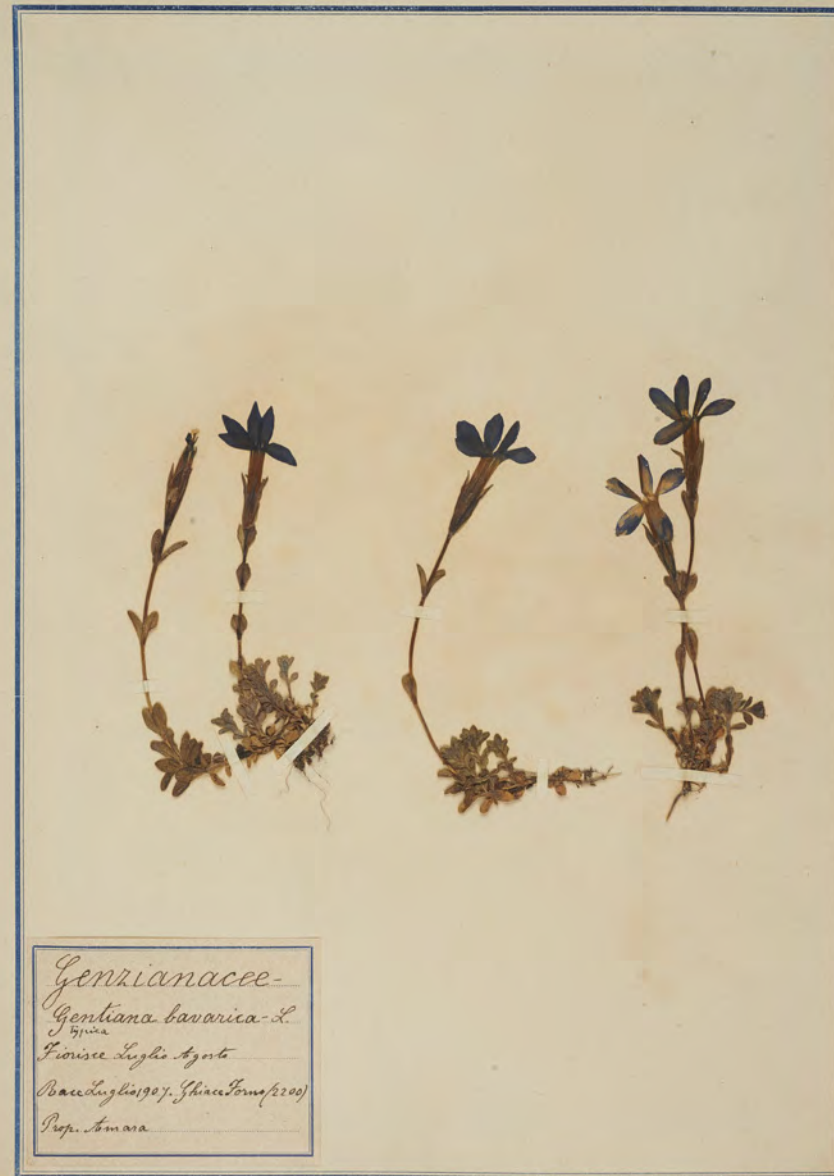 Genzianacee-
Gentiana bavarica - L.
typica
Fiorisce Luglio Agosto
Racc Luglio 1907. Ghiacc Forno (2200)
Prop. Amara